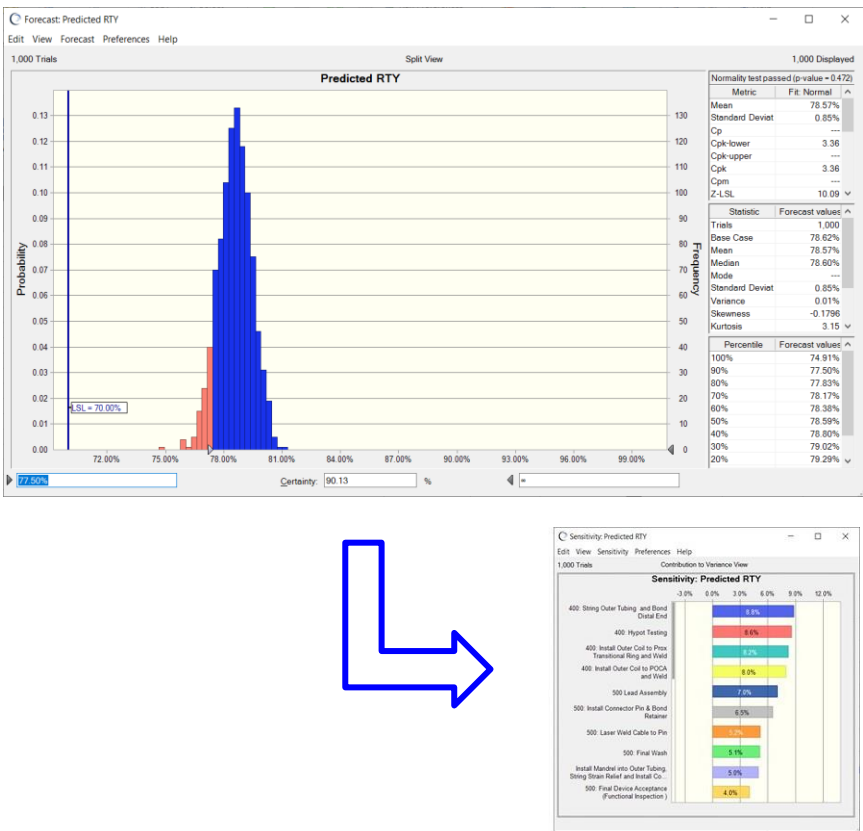 Forecast: Predicted RTY
Edit View Forecast Preferences Help
1,000 Trials Split View 1,000 Displayed
Predicted RTY
Probability
0.13
0.12
0.11
0.10
0.09
0.08
0.07
0.06
0.05
0.04
0.03
0.02
0.01
0.00
LSL = 70.00%
72.00% 75.00% 78.00% 81.00% 84.00% 87.00% 90.00% 93.00% 96.00% 99.00%
130
120
110
100
90
80
70
60
50
40
30
20
10
0
Frequency
Normality test passed (p-value = 0.472)
Metric Fit: Normal
Mean 78.57%
Standard Deviat 0.85%
Cp ---
Cpk-lower 3.36
Cpk-upper ---
Cpk 3.36
Cpm ---
Z-LSL 10.09
Statistic Forecast values
Trials 1,000
Base Case 78.62%
Mean 78.57%
Median 78.60%
Mode ---
Standard Deviat 0.85%
Variance 0.01%
Skewness -0.1796
Kurtosis 3.15
Percentile Forecast values
100% 74.91%
90% 77.50%
80% 77.83%
70% 78.17%
60% 78.38%
50% 78.59%
40% 78.80%
30% 79.02%
20% 79.29%
77.50% Certainty: 90.13 % =
Sensitivity: Predicted RTY
Edit View Sensitivity Preferences Help
1,000 Trials Contribution to Variance View
Sensitivity: Predicted RTY
-3.0% 0.0% 3.0% 6.0% 9.0% 12.0%
400: String Outer Tubing and Bond
Distal End
8.8%
400: Hypot Testing
8.6%
400: Install Outer Coil to Prox
Transitional Ring and Weld
8.2%
400: Install Outer Coil to POCA
and Weld
8.0%
500 Lead Assembly
7.0%
500: Install Connector Pin & Bond
Retainer
6.5%
500: Laser Weld Cable to Pin
5.2%
500: Final Wash
5.1%
Install Mandrel into Outer Tubing,
String Strain Relief and Install Co...
5.0%
500: Final Device Acceptance
(Functional Inspection )
4.0%